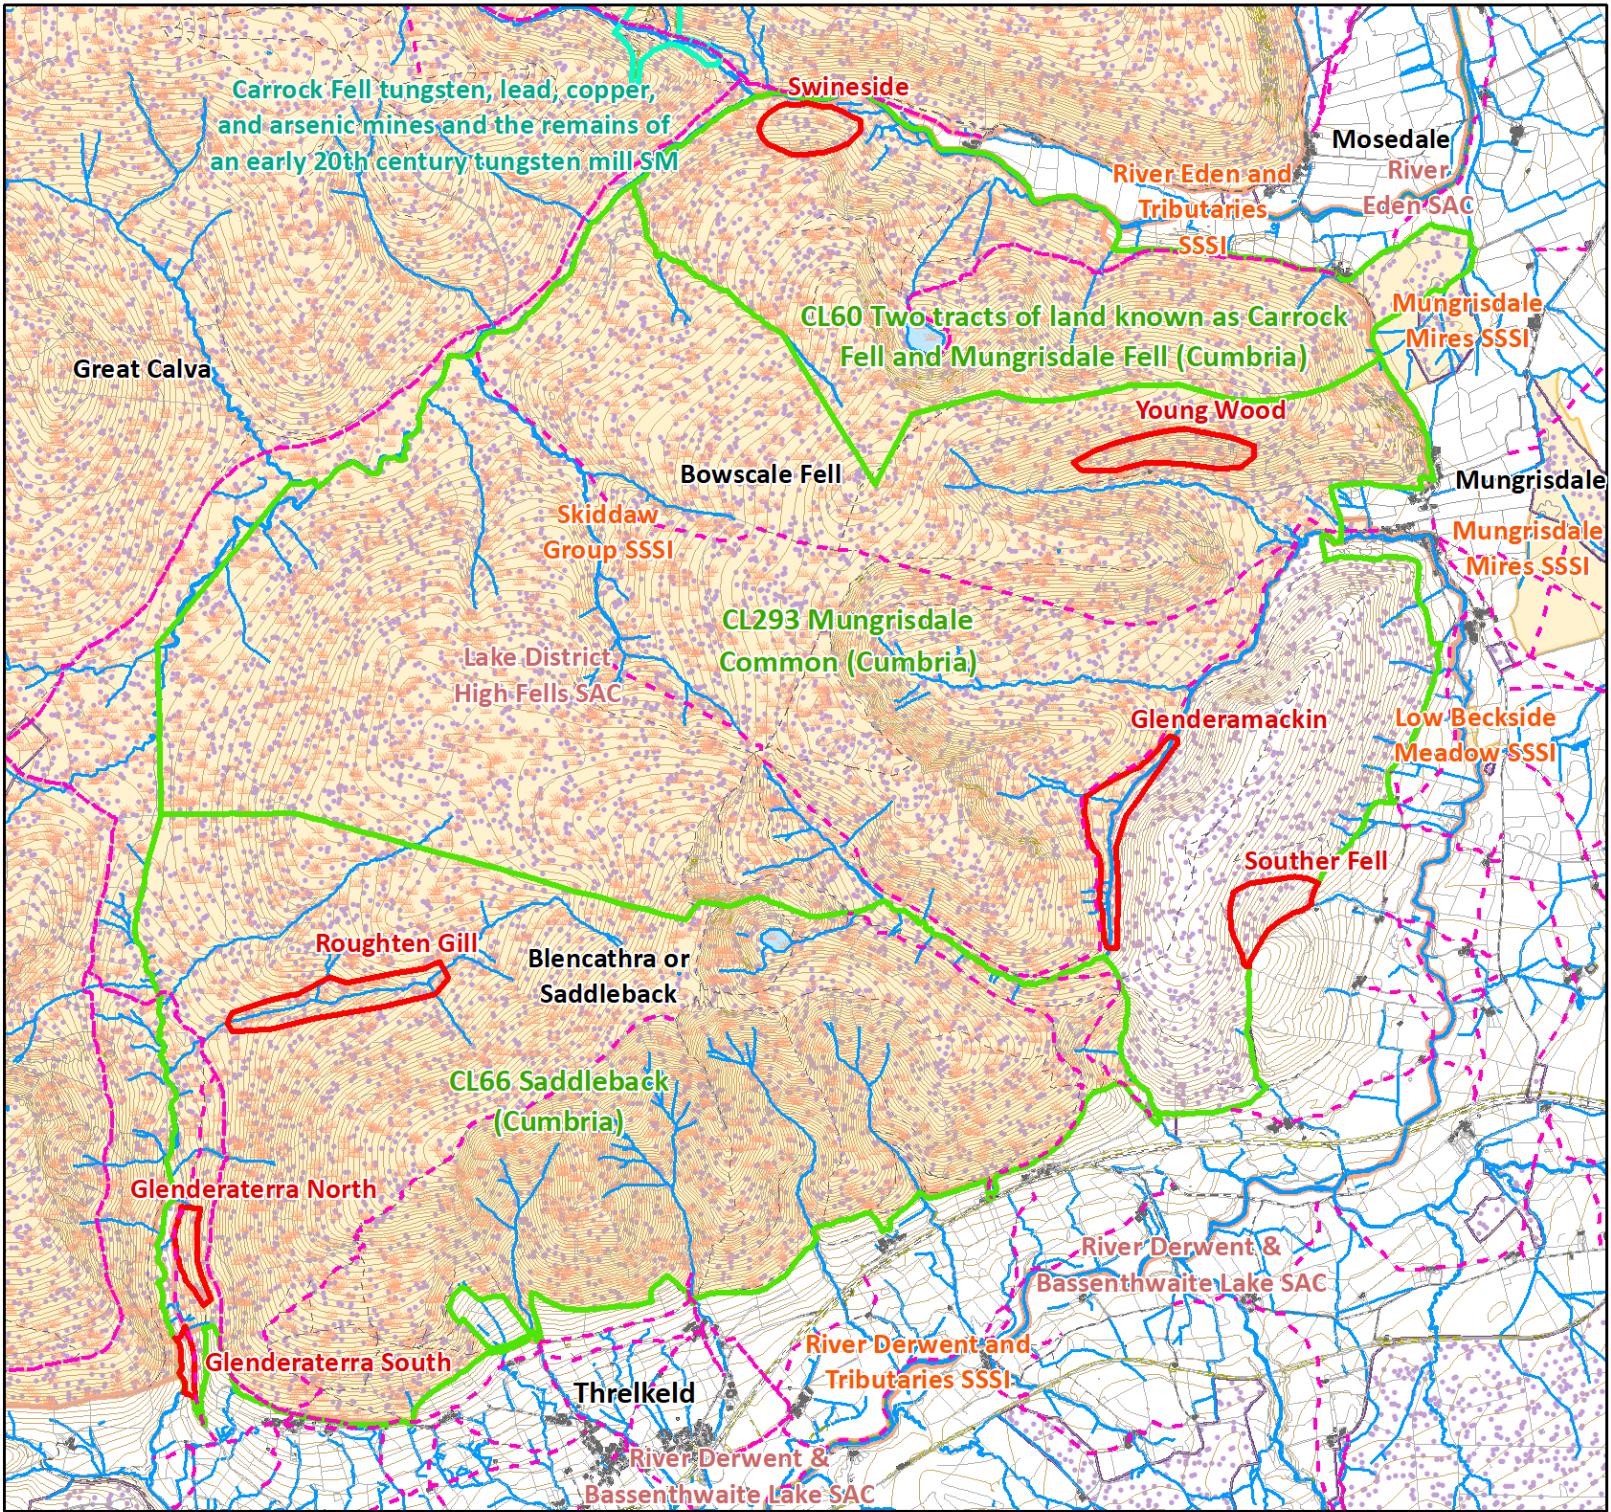 Swineside
Carrock Fell tungsten, lead, copper,
and arsenic mines and the remains of
an early 20th century tungsten mill SM
Mosedale
River
Eden SAC
River Eden and
Tributaries
SSSI
Mungrisdale
Mires SSSI
CL60 Two tracts of land known as Carrock
Fell and Mungrisdale Fell (Cumbria)
Great Calva
Young Wood
Bowscale Fell
Mungrisdale
Skiddaw
Group SSSI
Mungrisdale
Mires SSSI
CL293 Mungrisdale
Common (Cumbria)
Lake District
High Fells SAC
Glenderamackin
Low Beckside
Meadow SSSI
Souther Fell
Roughten Gill
Blencathra or
Saddleback
CL66 Saddleback
(Cumbria)
Glenderaterra North
River Derwent &
Bassenthwaite Lake SAC
Glenderaterra South
River Derwent and
Tributaries SSSI
Threlkeld
River Derwent &
Bassenthwaite Lake SAC